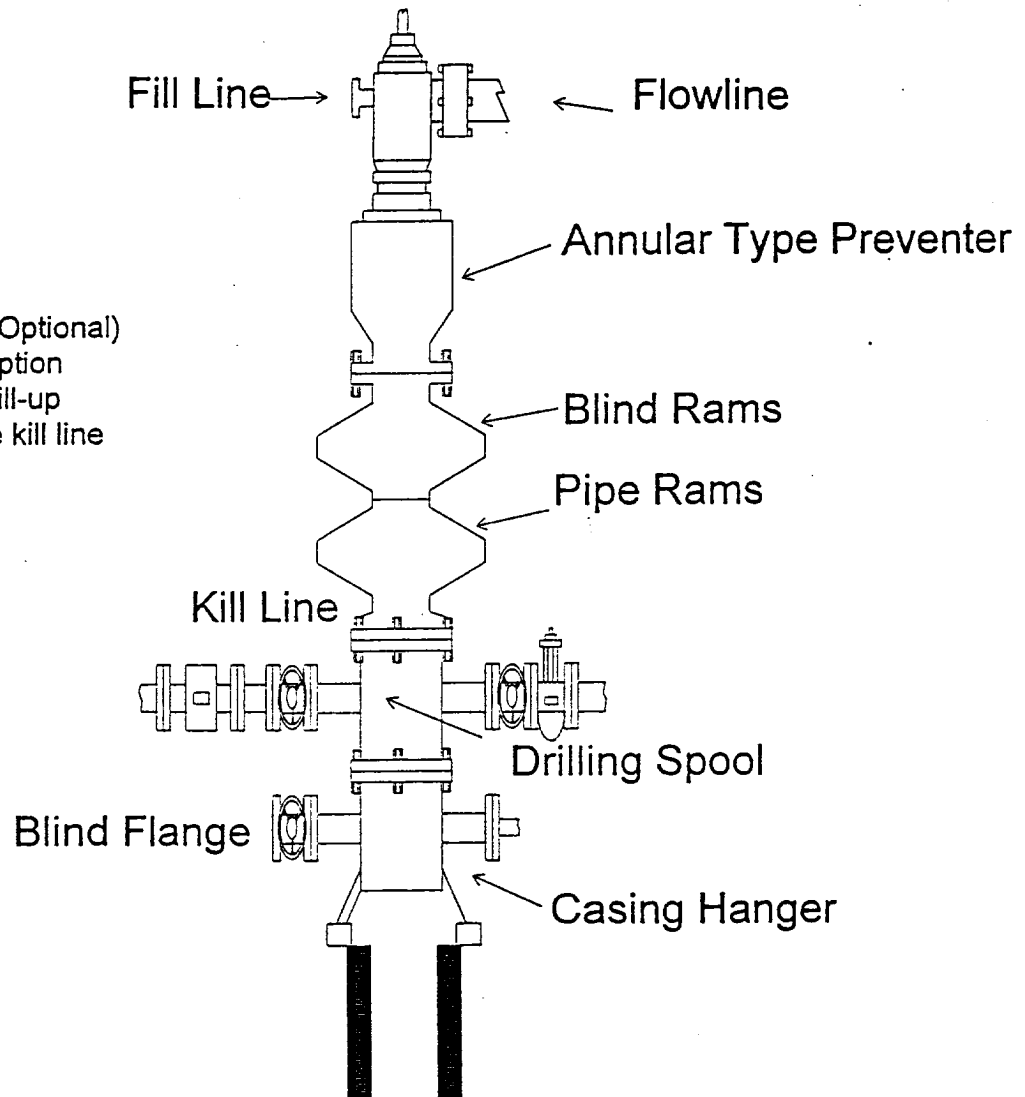 Fill Line
Flowline
Annular Type Preventer
Optional)
ption
ill-up
kill line
Blind Rams
Pipe Rams
Kill Line
Drilling Spool
Blind Flange
Casing Hanger